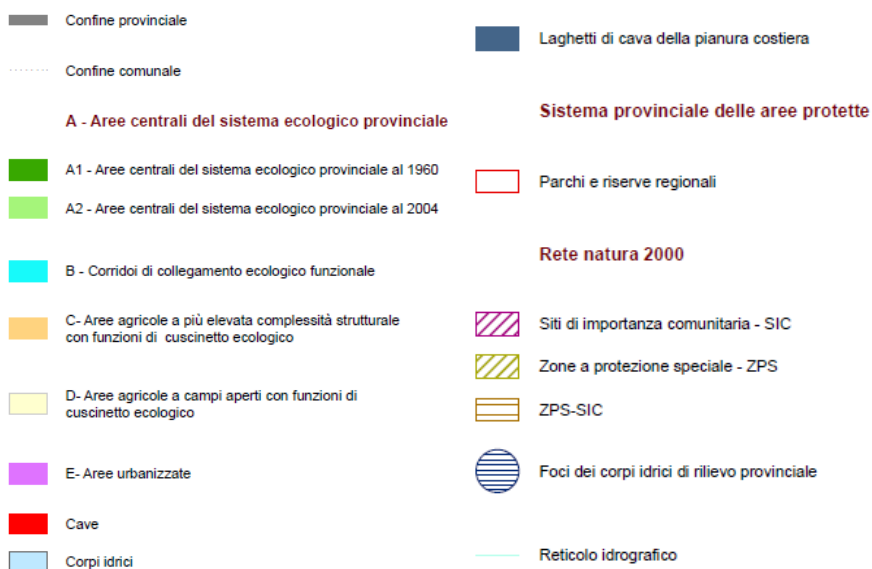 Confine provinciale
Confine comunale
A - Aree centrali del sistema ecologico provinciale
A1 - Aree centrali del sistema ecologico provinciale al 1960
A2 - Aree centrali del sistema ecologico provinciale al 2004
B - Corridoi di collegamento ecologico funzionale
C- Aree agricole a più elevata complessità strutturale
con funzioni di cuscinetto ecologico
D- Aree agricole a campi aperti con funzioni di
cuscinetto ecologico
E- Aree urbanizzate
Cave
Corpi idrici
Laghetti di cava della pianura costiera
Sistema provinciale delle aree protette
Parchi e riserve regionali
Rete natura 2000
Siti di importanza comunitaria - SIC
Zone a protezione speciale - ZPS
ZPS-SIC
Foci dei corpi idrici di rilievo provinciale
Reticolo idrografico